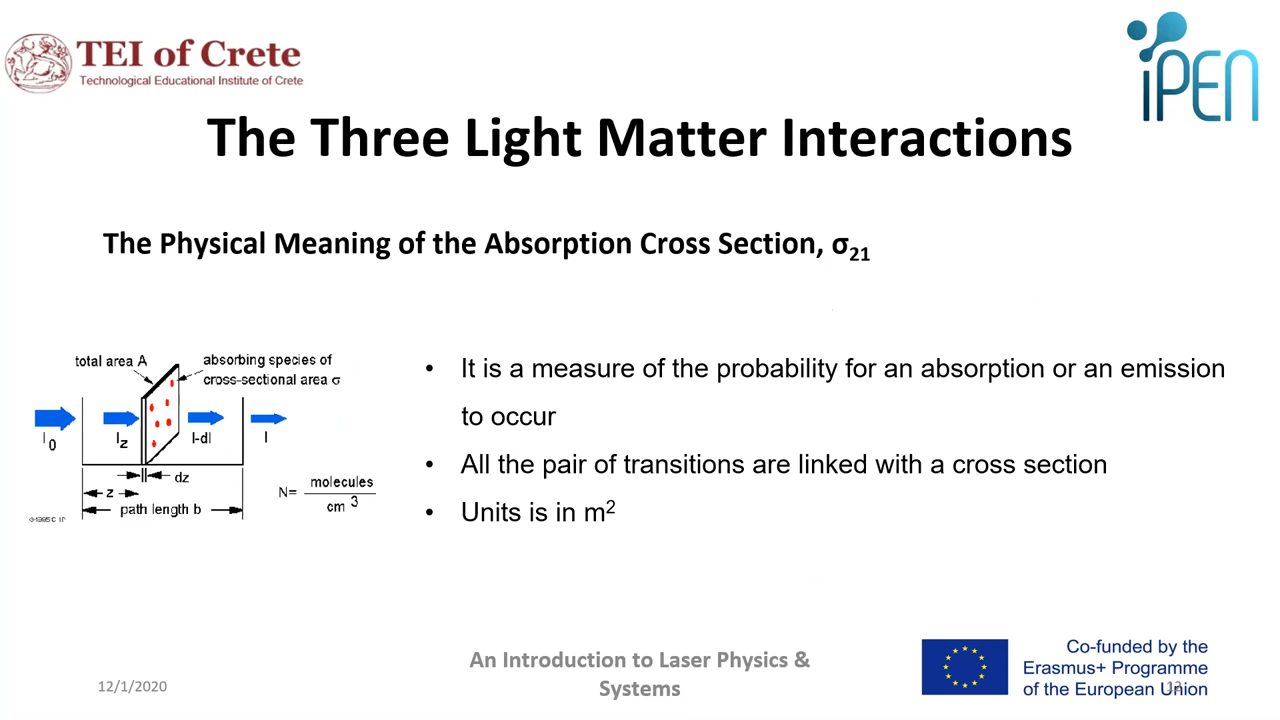 TEI of Crete
Technological Educational Institute of Crete
iPEN
The Three Light Matter Interactions
The Physical Meaning of the Absorption Cross Section, σ21
total area A
absorbing species of
cross-sectional area σ
I0
Iz
I-dI
I
dz
z
path length b
N= molecules
cm 3
• It is a measure of the probability for an absorption or an emission
to occur
• All the pair of transitions are linked with a cross section
• Units is in m2
12/1/2020
An Introduction to Laser Physics &
Systems
Co-funded by the
Erasmus+ Programme
of the European Union